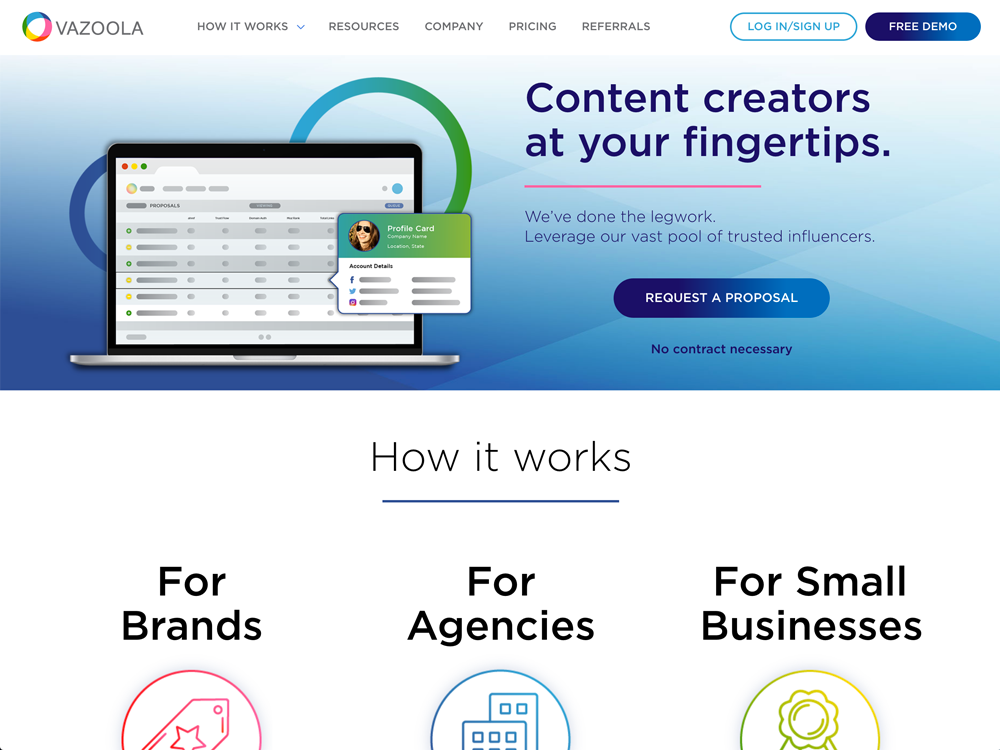 VAZOOLA
HOW IT WORKS
RESOURCES
COMPANY
PRICING
REFERRALS
LOG IN/SIGN UP
FREE DEMO
Content creators
at your fingertips.
We've done the legwork.
Leverage our vast pool of trusted influencers.
REQUEST A PROPOSAL
No contract necessary
PROPOSALS
Profile Card
Company Name
Location, State
Account Details
How it works
For
Brands
For
Agencies
For Small
Businesses